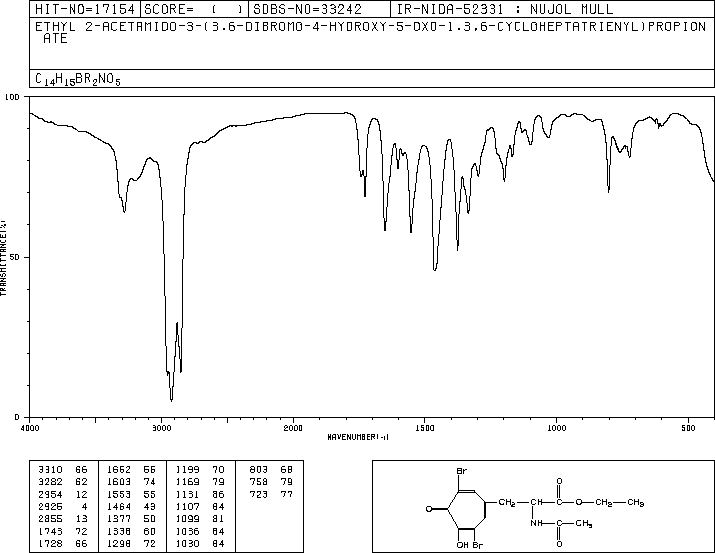 HIT-NO=17154 SCORE= ( ) SDBS-NO=33242 IR-NIDA-52331 : NUJOL MULL
ETHYL 2-ACETAMIDO-3-(3,6-DIBROMO-4-HYDROXY-5-OXO-1,3,6-CYCLOHEPTATRIENYL)PROPION
ATE
C14H15BR2NO5
100
50
0
TRANSMITTANCE(%)
4000 3000 2000 1500 1000 500
WAVENUMBER(-1)
3310 66 1652 55 1199 70 803 68
3282 62 1603 74 1169 79 758 79
2954 12 1553 55 1131 86 723 77
2925 4 1464 43 1107 84
2855 13 1377 50 1099 81
1743 72 1338 60 1036 84
1728 66 1298 72 1030 84
Br
O
O
CH2 CH C O CH2 CH3
NH C CH3
OH Br
O